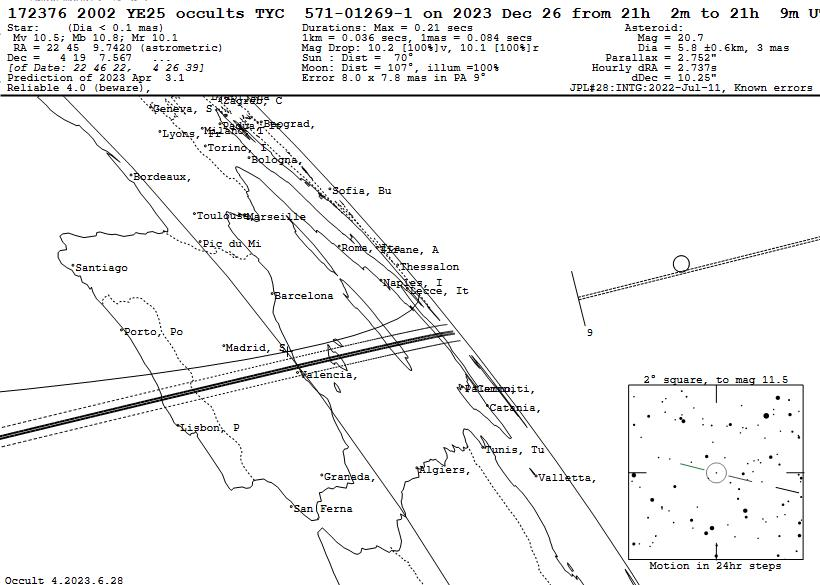 172376 2002 YE25 occults TYC 571-01269-1 on 2023 Dec 26 from 21h 2m to 21h 9m U
Star: (Dia < 0.1 mas)
Mv 10.5; Mb 10.8; Mr 10.1
RA = 22 45 9.7420 (astrometric)
Dec = 4 19 7.567 ...
[of Date: 22 46 22, 4 26 39]
Prediction of 2023 Apr 3.1
Reliable 4.0 (beware),
Durations: Max = 0.21 secs
1km = 0.036 secs, 1mas = 0.084 secs
Mag Drop: 10.2 [100%]v, 10.1 [100%]r
Sun : Dist = 70°
Moon: Dist = 107°, illum =100%
Error 8.0 x 7.8 mas in PA 9°
Asteroid:
Mag = 20.7
Dia = 5.8 ±0.6km, 3 mas
Parallax = 2.752"
Hourly dRA = 2.737s
dDec = 10.25"
JPL#28:INTG:2022-Jul-11, Known errors
Zagreb, C
Geneva, S
Beograd,
Lyons, Fr
Milano, I
Torino, I
Bologna,
Bordeaux,
Sofia, Bu
Toulouse
Marseille
Pic du Mi
Roma,
Tirane, A
Santiago
Thessalon
Naples, I
Lecce, It
Barcelona
Porto, Po
9
Madrid, S
Valencia,
2° square, to mag 11.5
Catania,
Lisbon, P
Tunis, Tu
Algiers,
Granada,
Valletta,
San Ferna
Motion in 24hr steps
Occult 4.2023.6.28